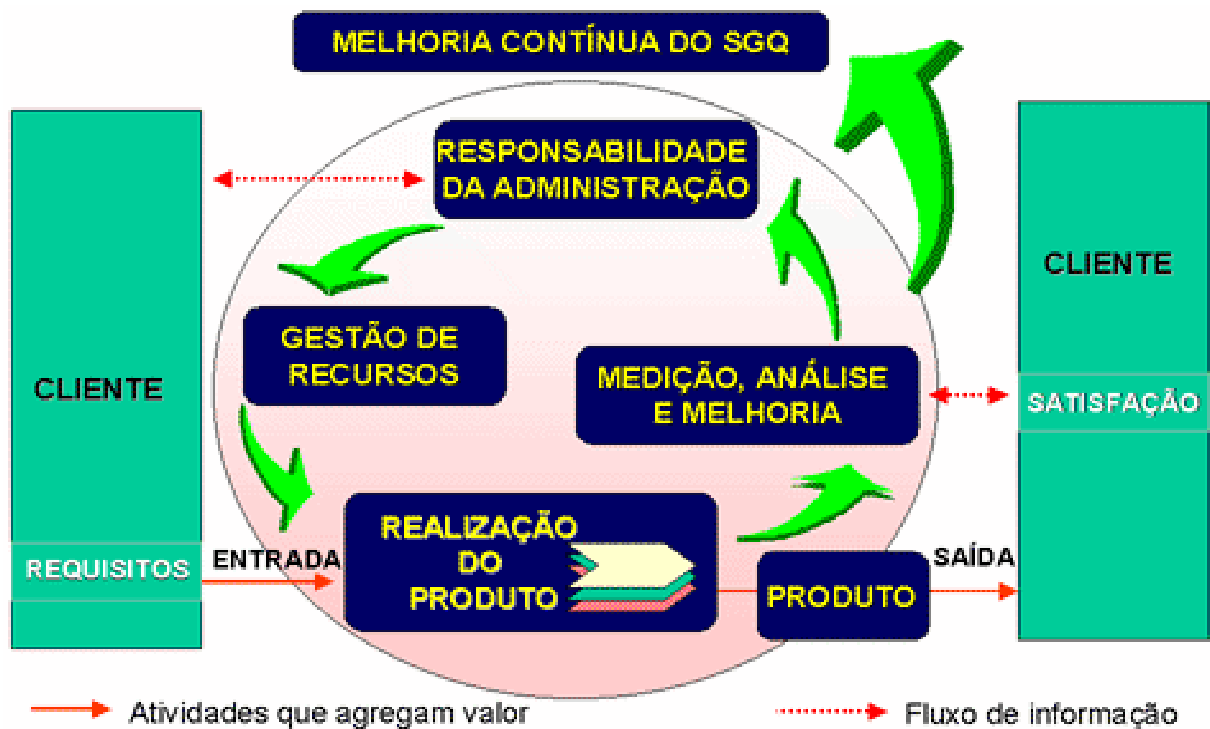 MELHORIA CONTÍNUA DO SGQ
RESPONSABILIDADE
DA ADMINISTRAÇÃO
CLIENTE
GESTÃO DE
RECURSOS
MEDIÇÃO, ANÁLISE
E MELHORIA
CLIENTE
SATISFAÇÃO
REALIZAÇÃO
DO
PRODUTO
REQUISITOS
ENTRADA
PRODUTO
SAÍDA
Atividades que agregam valor
Fluxo de informação